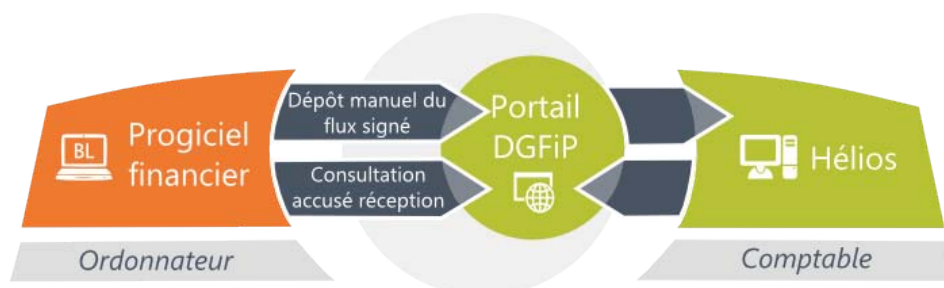 Dépôt manuel du
flux signé
Portail
DGFiP
BL
Progiciel
financier
Hélios
Consultation
accusé réception
Ordonnateur
Comptable